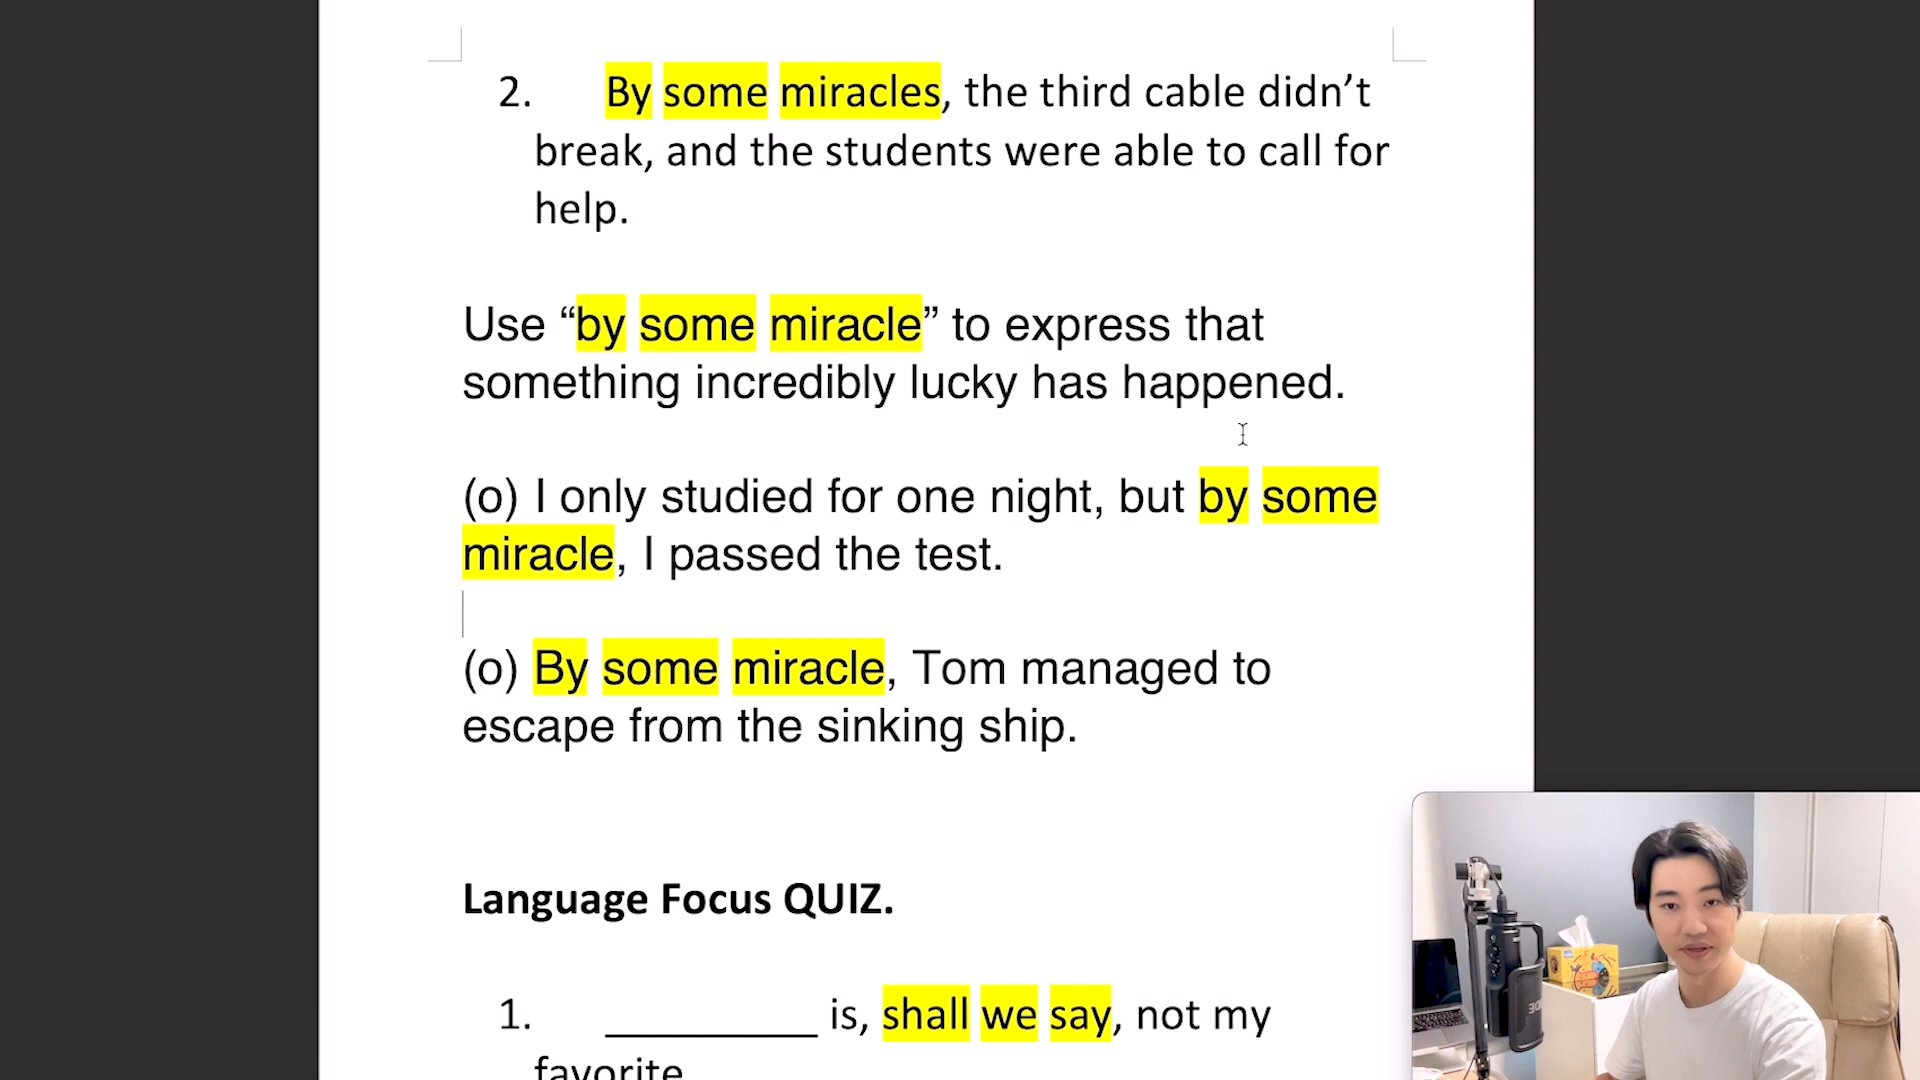 2. By some miracles, the third cable didn’t
break, and the students were able to call for
help.
Use “by some miracle” to express that
something incredibly lucky has happened.
(o) I only studied for one night, but by some
miracle, I passed the test.
(o) By some miracle, Tom managed to
escape from the sinking ship.
Language Focus QUIZ.
1. __________ is, shall we say, not my
favorite